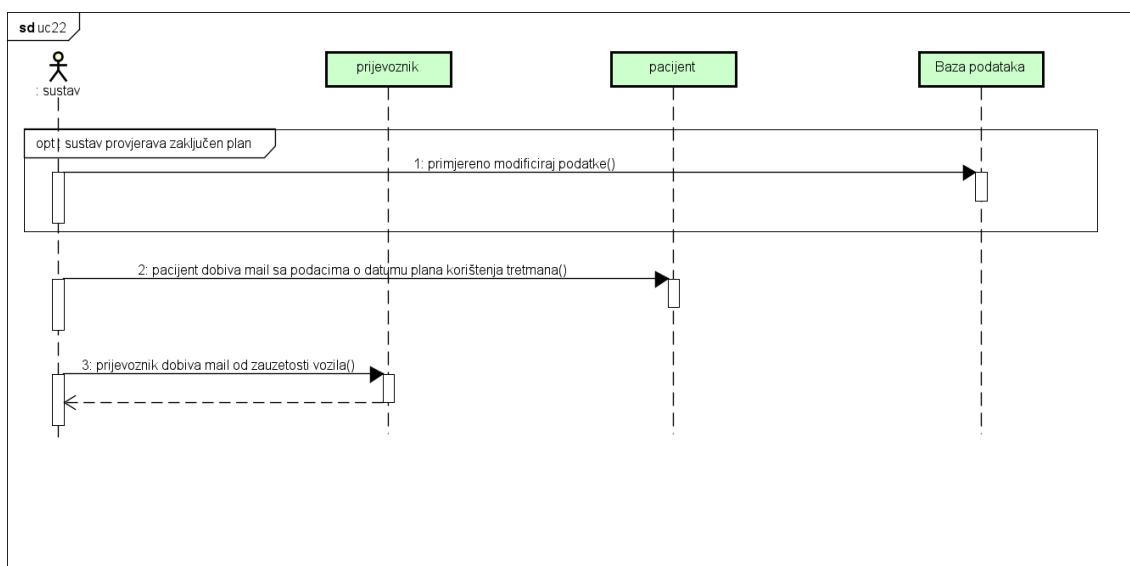 sd uc22
: sustav
prijevoznik
pacijent
Baza podataka
opt : sustav provjerava zaključen plan
1: primjereno modificiraj podatke()
2: pacijent dobiva mail sa podacima o datumu plana korištenja tretmana()
3: prijevoznik dobiva mail od zauzetosti vozila()